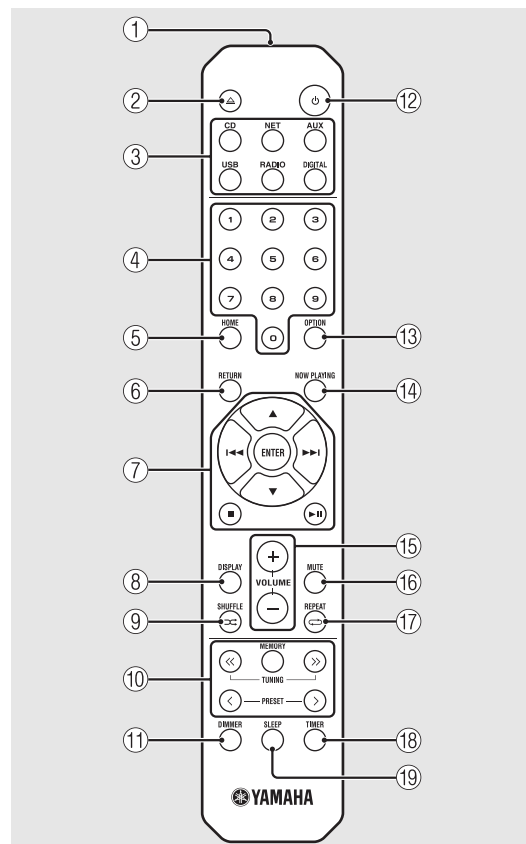 ①
② ⑫
CD NET AUX
③
USB RADIO DIGITAL
1 2 3
④
4 5 6
7 8 9
HOME 0 OPTION
⑤ ⑬
RETURN NOW PLAYING
⑥ ⑭
ENTER
⑦
⑮
+
DISPLAY VOLUME MUTE
⑧ ⑯
−
SHUFFLE REPEAT
⑨ ⑰
MEMORY
⑩
TUNING
PRESET
DIMMER SLEEP TIMER
⑪ ⑱
⑲
YAMAHA